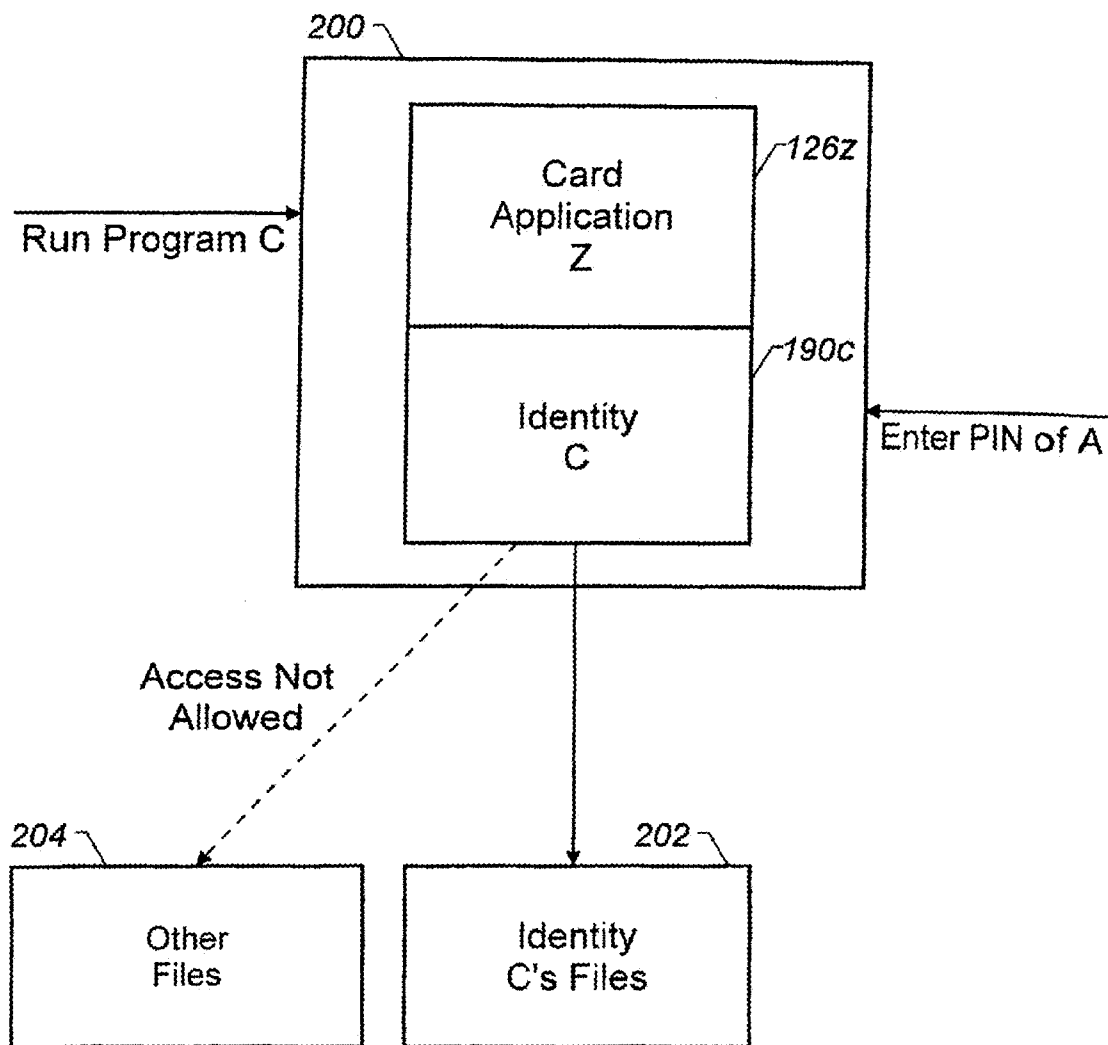 200
Card
Application
Z
126z
Run Program C
190c
Identity
C
Enter PIN of A
Access Not
Allowed
204
202
Other
Files
Identity
C's Files